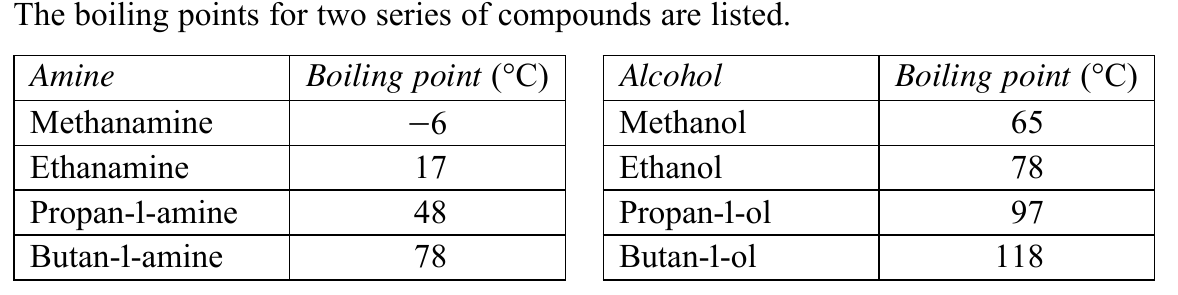 The boiling points for two series of compounds are listed.
Amine Boiling point (°C) Alcohol Boiling point (°C)
Methanamine −6 Methanol 65
Ethanamine 17 Ethanol 78
Propan-1-amine 48 Propan-1-ol 97
Butan-1-amine 78 Butan-1-ol 118